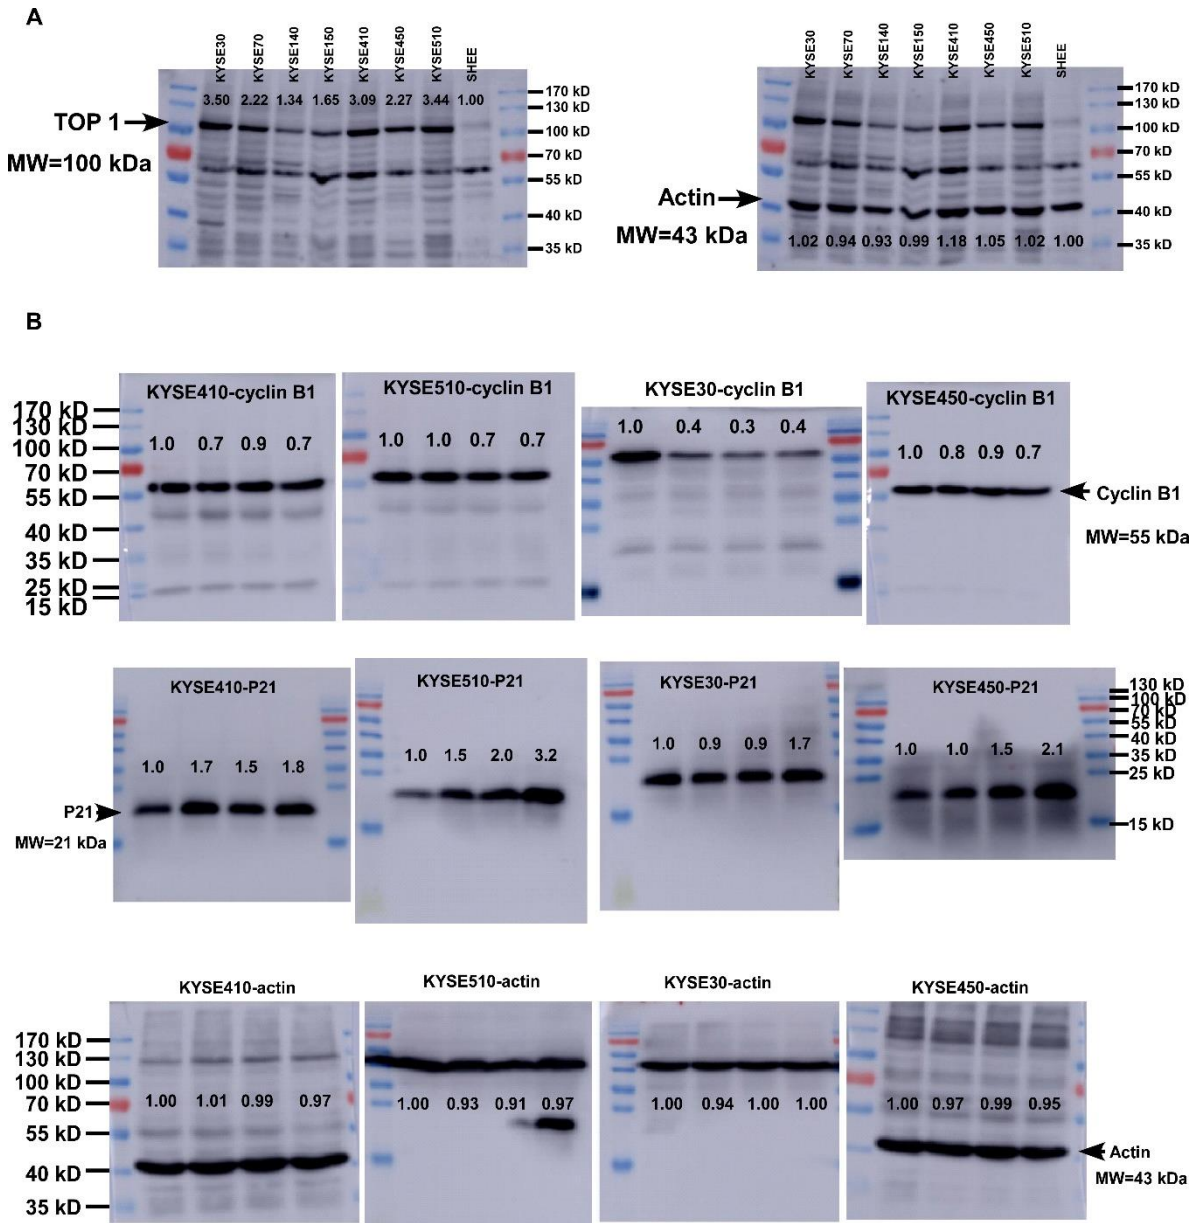 A
KYSE30 KYSE70 KYSE140 KYSE150 KYSE410 KYSE450 KYSE510 SHEE
3.50 2.22 1.34 1.65 3.09 2.27 3.44 1.00
TOP 1
MW=100 kDa
170 kD
130 kD
100 kD
70 kD
55 kD
40 kD
35 kD
KYSE30 KYSE70 KYSE140 KYSE150 KYSE410 KYSE450 KYSE510 SHEE
Actin
MW=43 kDa
1.02 0.94 0.93 0.99 1.18 1.05 1.02 1.00
170 kD
130 kD
100 kD
70 kD
55 kD
40 kD
35 kD
B
170 kD
130 kD
100 kD
70 kD
55 kD
40 kD
35 kD
25 kD
15 kD
KYSE410-cyclin B1
1.0 0.7 0.9 0.7
KYSE510-cyclin B1
1.0 1.0 0.7 0.7
KYSE30-cyclin B1
1.0 0.4 0.3 0.4
KYSE450-cyclin B1
1.0 0.8 0.9 0.7
Cyclin B1
MW=55 kDa
KYSE410-P21
1.0 1.7 1.5 1.8
P21
MW=21 kDa
KYSE510-P21
1.0 1.5 2.0 3.2
KYSE30-P21
1.0 0.9 0.9 1.7
KYSE450-P21
1.0 1.0 1.5 2.1
130 kD
100 kD
70 kD
55 kD
40 kD
35 kD
25 kD
15 kD
170 kD
130 kD
100 kD
70 kD
55 kD
40 kD
35 kD
KYSE410-actin
1.00 1.01 0.99 0.97
KYSE510-actin
1.00 0.93 0.91 0.97
KYSE30-actin
1.00 0.94 1.00 1.00
KYSE450-actin
1.00 0.97 0.99 0.95
Actin
MW=43 kDa